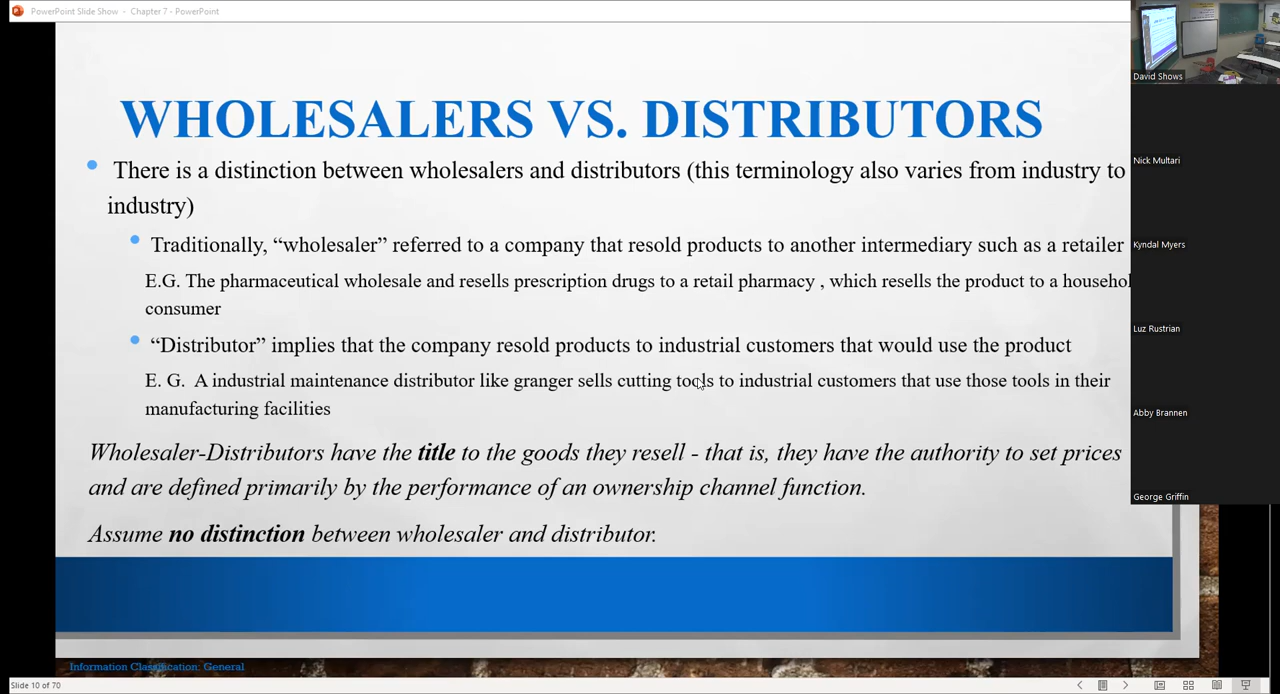 PowerPoint Slide Show - Chapter 7 - PowerPoint
WHOLESALERS VS. DISTRIBUTORS
There is a distinction between wholesalers and distributors (this terminology also varies from industry to
industry)
Traditionally, “wholesaler” referred to a company that resold products to another intermediary such as a retailer
E.G. The pharmaceutical wholesale and resells prescription drugs to a retail pharmacy , which resells the product to a househol
consumer
“Distributor” implies that the company resold products to industrial customers that would use the product
E. G. A industrial maintenance distributor like granger sells cutting tools to industrial customers that use those tools in their
manufacturing facilities
Wholesaler-Distributors have the title to the goods they resell - that is, they have the authority to set prices
and are defined primarily by the performance of an ownership channel function.
Assume no distinction between wholesaler and distributor.
Information Classification: General
Slide 10 of 70
David Shows
Nick Multari
Kyndal Myers
Luz Rustrian
Abby Brannen
George Griffin